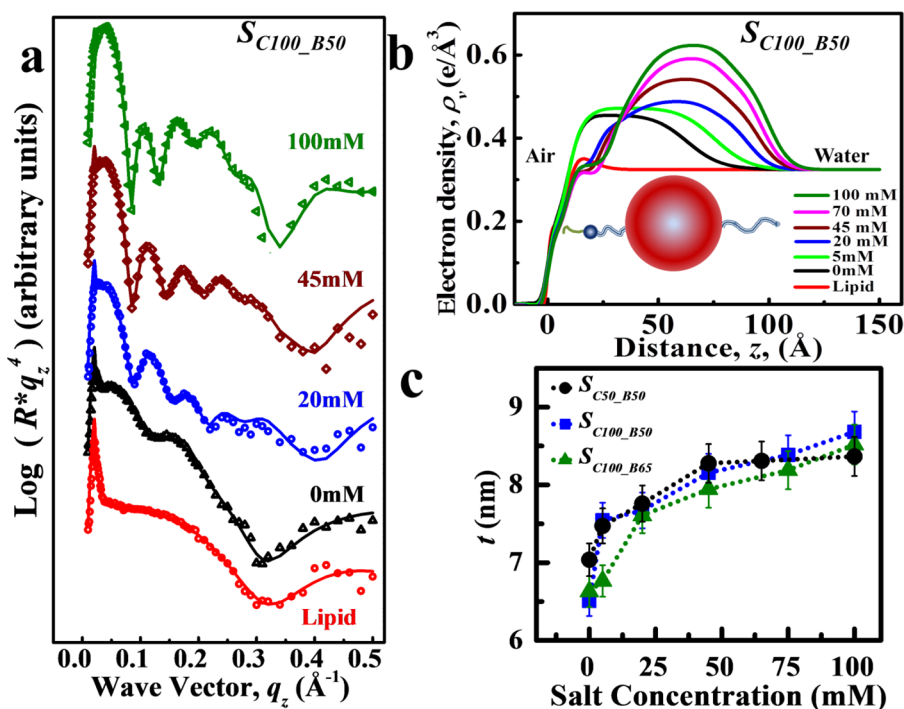 a
S_C100_B50
100mM
45mM
20mM
0mM
Lipid
Log ( R*q_z^4 ) (arbitrary units)
0.0 0.1 0.2 0.3 0.4 0.5
Wave Vector, q_z (Å^-1)
b
S_C100_B50
Electron density, ρ_v (e/Å^3)
0.6
0.4
0.2
0.0
Air
Water
100 mM
70 mM
45 mM
20 mM
5mM
0mM
Lipid
0 50 100 150
Distance, z, (Å)
c
S_C50_B50
S_C100_B50
S_C100_B65
t (nm)
9
8
7
6
0 25 50 75 100
Salt Concentration (mM)